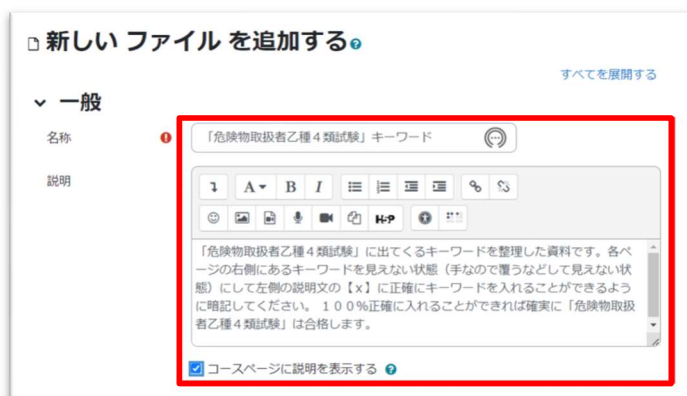 新しい ファイル を追加する
すべてを展開する
一般
名称
「危険物取扱者乙種４類試験」キーワード
説明
A B I
H5P
「危険物取扱者乙種４類試験」に出てくるキーワードを整理した資料です。各ペ
ージの右側にあるキーワードを見えない状態（手なので覆うなどして見えない状
態）にして左側の説明文の【ｘ】に正確にキーワードを入れることができるよう
に暗記してください。 １００％正確に入れることができれば確実に「危険物取扱
者乙種４類試験」は合格します。
コースページに説明を表示する